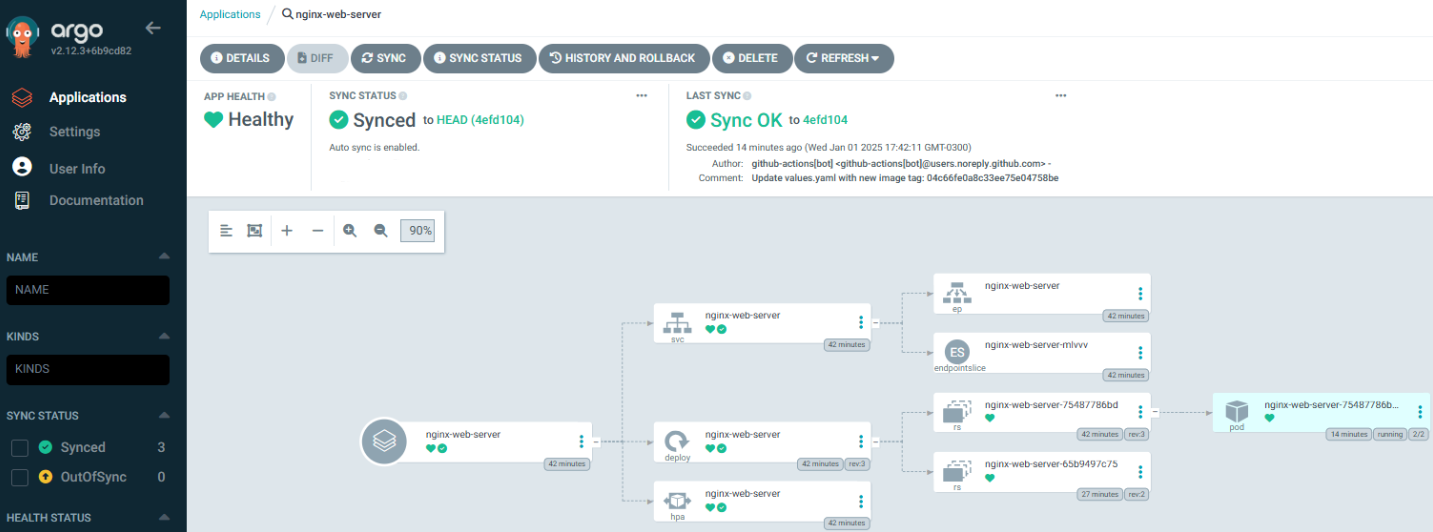 argo
v2.12.3+6b9cd82
Applications
Settings
User Info
Documentation
NAME
NAME
KINDS
KINDS
SYNC STATUS
Synced 3
OutOfSync 0
HEALTH STATUS
Applications / nginx-web-server
DETAILS DIFF SYNC SYNC STATUS HISTORY AND ROLLBACK DELETE REFRESH
APP HEALTH
Healthy
SYNC STATUS
Synced to HEAD (4efd104)
Auto sync is enabled.
LAST SYNC
Sync OK to 4efd104
Succeeded 14 minutes ago (Wed Jan 01 2025 17:42:11 GMT-0300)
Author: github-actions[bot] <github-actions[bot]@users.noreply.github.com> -
Comment: Update values.yaml with new image tag: 04c66fe0a8c33ee75e04758be
90%
nginx-web-server
42 minutes
nginx-web-server
svc
42 minutes
nginx-web-server
deploy
42 minutes rev:3
nginx-web-server
hpa
42 minutes
nginx-web-server
ep
42 minutes
ES
nginx-web-server-mlvvv
endpointslice
42 minutes
nginx-web-server-75487786bd
rs
42 minutes rev:3
nginx-web-server-65b9497c75
rs
27 minutes rev:2
nginx-web-server-75487786b...
pod
14 minutes running 2/2